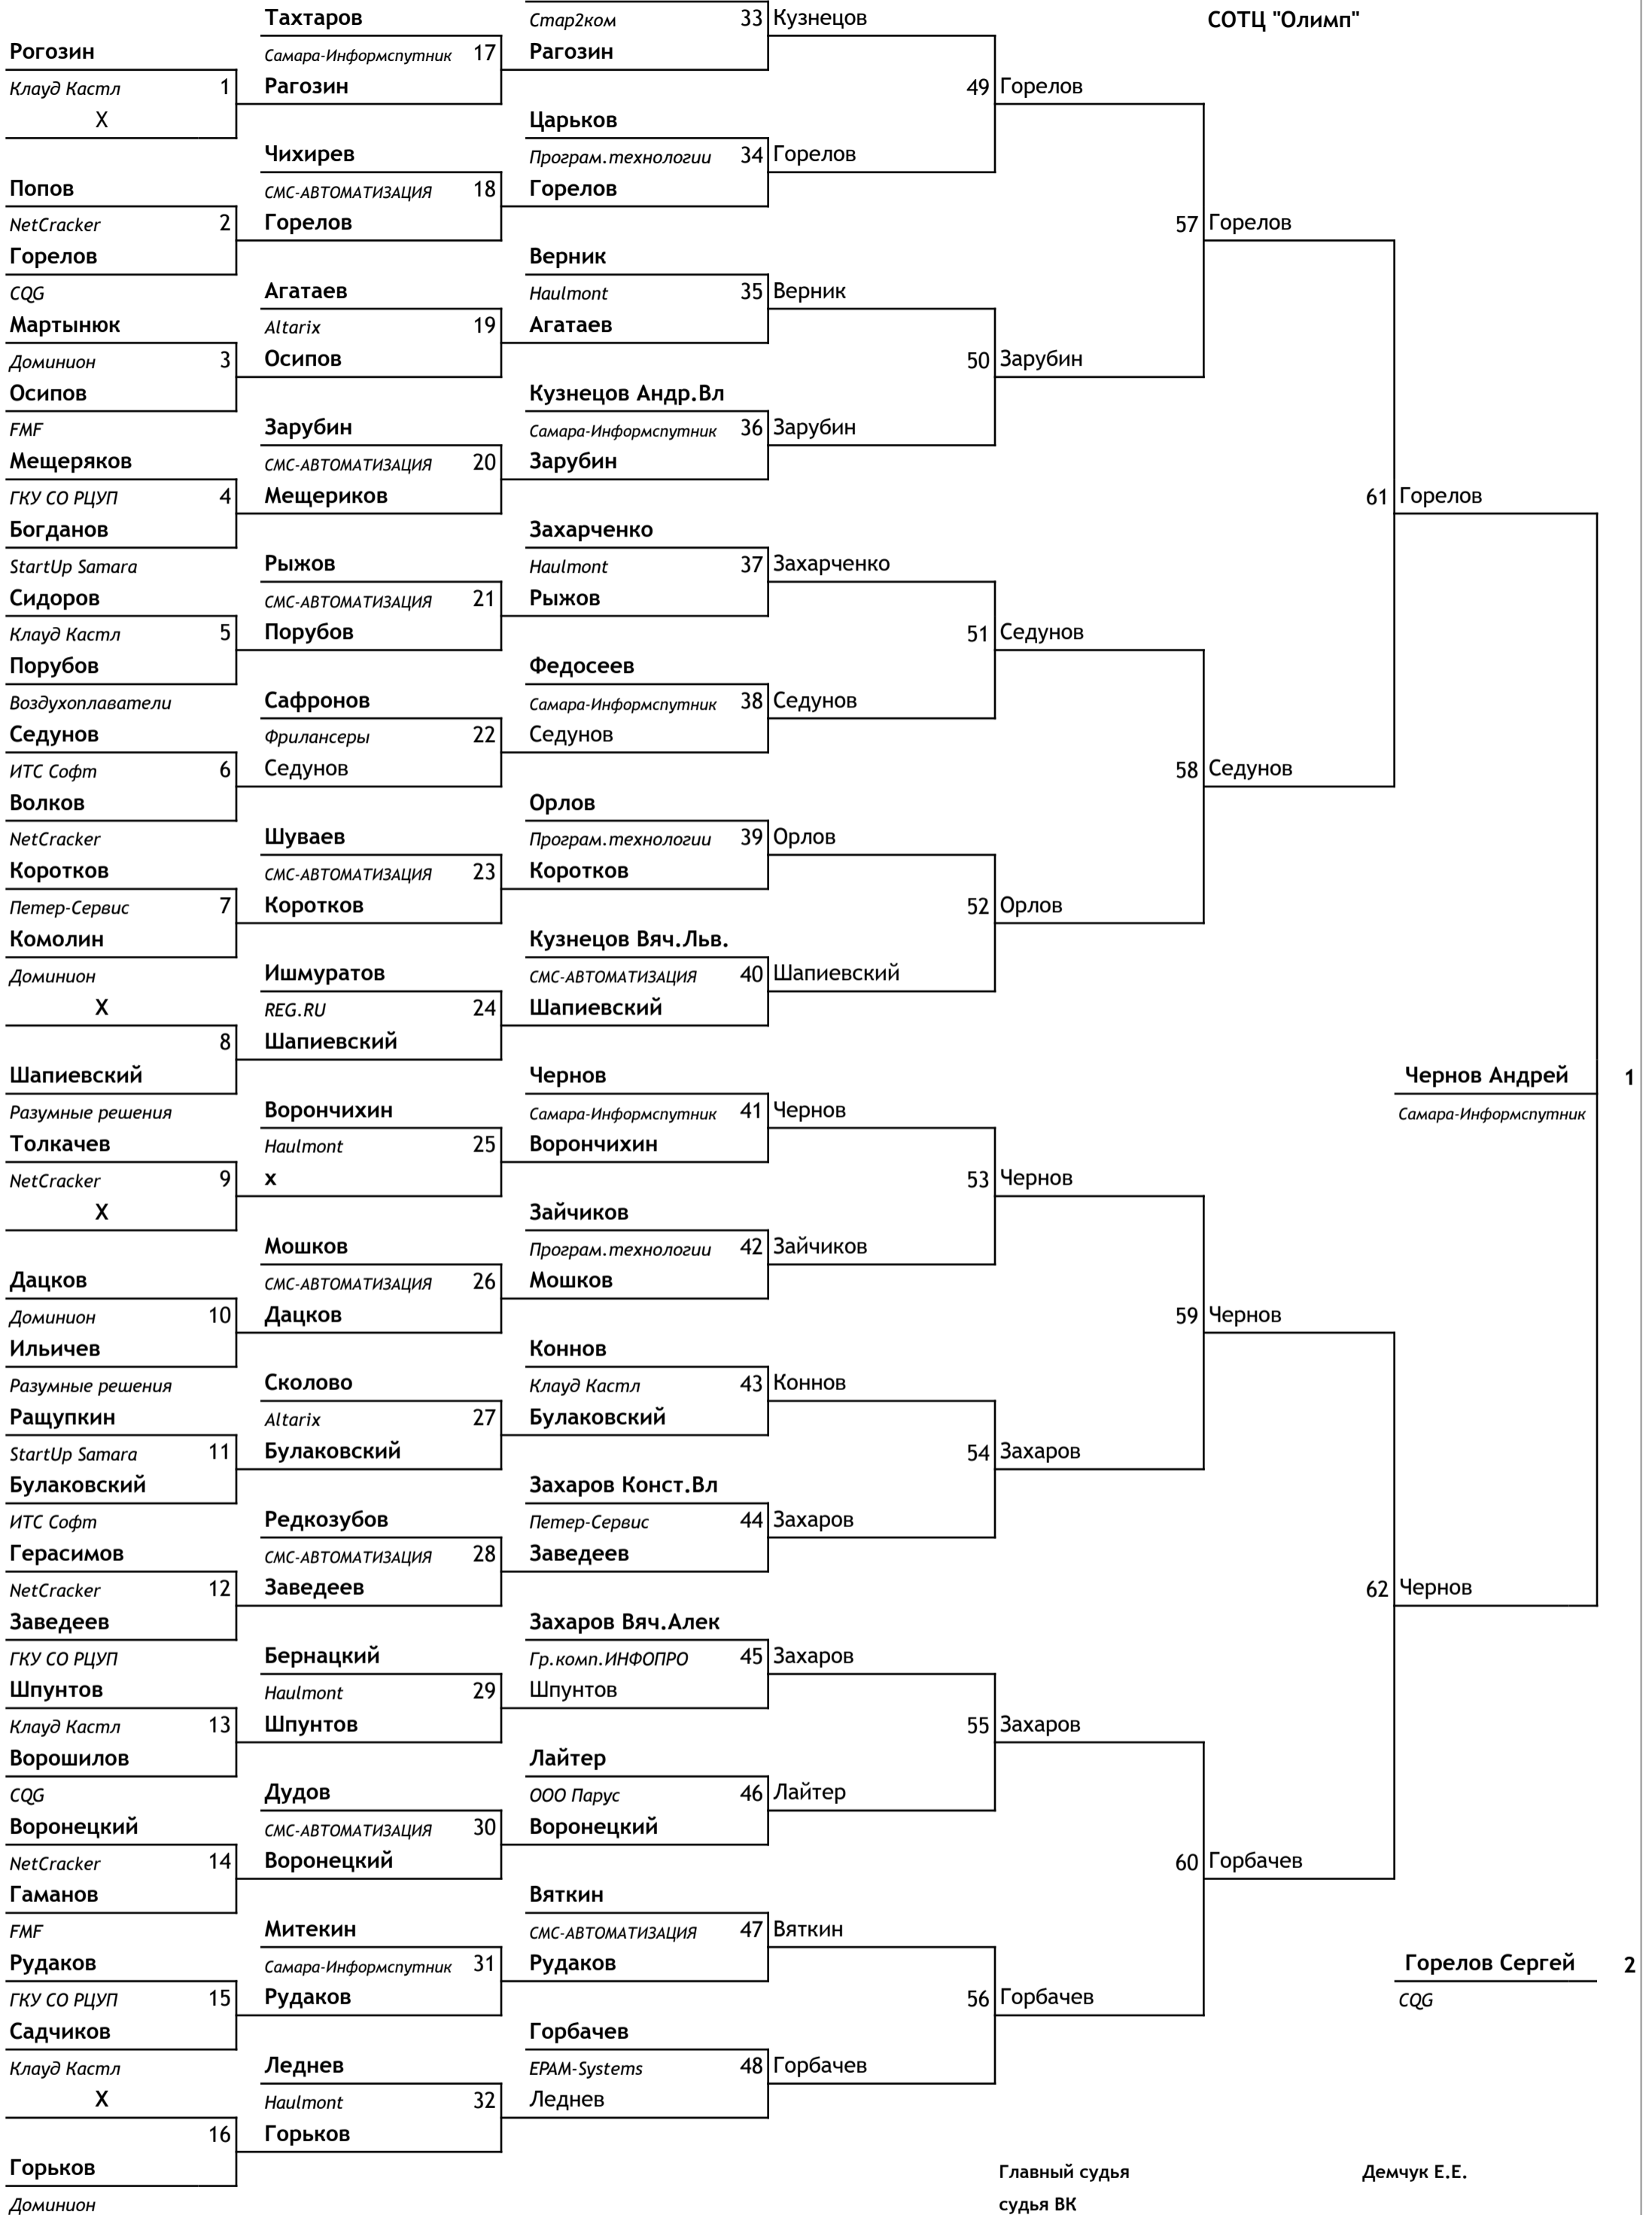 Тахтаров
Стар2ком 33 Кузнецов
СОТЦ "Олимп"
Рогозин
Самара-Информспутник 17
Рагозин
Клауд Кастл 1
Рагозин
49 Горелов
X
Царьков
Чихирев
Програм.технологии 34 Горелов
Попов
СМС-АВТОМАТИЗАЦИЯ 18
Горелов
NetCracker 2
Горелов
57 Горелов
Горелов
Верник
CQG
Агатаев
Haulmont 35 Верник
Мартынюк
Altarix 19
Агатаев
Доминион 3
Осипов
50 Зарубин
Осипов
Кузнецов Андр.Вл
FMF
Зарубин
Самара-Информспутник 36 Зарубин
Мещеряков
СМС-АВТОМАТИЗАЦИЯ 20
Зарубин
ГКУ СО РЦУП 4
Мещериков
61 Горелов
Богданов
Захарченко
StartUp Samara
Рыжов
Haulmont 37 Захарченко
Сидоров
СМС-АВТОМАТИЗАЦИЯ 21
Рыжов
Клауд Кастл 5
Порубов
51 Седунов
Порубов
Федосеев
Воздухоплаватели
Сафронов
Самара-Информспутник 38 Седунов
Седунов
Фрилансеры 22
Седунов
ИТС Софт 6
Седунов
58 Седунов
Волков
Орлов
NetCracker
Шуваев
Програм.технологии 39 Орлов
Коротков
СМС-АВТОМАТИЗАЦИЯ 23
Коротков
Петер-Сервис 7
Коротков
52 Орлов
Комолин
Кузнецов Вяч.Льв.
Доминион
Ишмуратов
СМС-АВТОМАТИЗАЦИЯ 40 Шапиевский
X
REG.RU 24
Шапиевский
8
Шапиевский
Шапиевский
Чернов
Чернов Андрей 1
Разумные решения
Ворончихин
Самара-Информспутник 41 Чернов
Самара-Информспутник
Толкачев
Haulmont 25
Ворончихин
NetCracker 9
х
53 Чернов
X
Зайчиков
Мошков
Програм.технологии 42 Зайчиков
Дацков
СМС-АВТОМАТИЗАЦИЯ 26
Мошков
Доминион 10
Дацков
59 Чернов
Ильичев
Коннов
Разумные решения
Сколово
Клауд Кастл 43 Коннов
Ращупкин
Altarix 27
Булаковский
StartUp Samara 11
Булаковский
54 Захаров
Булаковский
Захаров Конст.Вл
ИТС Софт
Редкозубов
Петер-Сервис 44 Захаров
Герасимов
СМС-АВТОМАТИЗАЦИЯ 28
Заведеев
NetCracker 12
Заведеев
62 Чернов
Заведеев
Захаров Вяч.Алек
ГКУ СО РЦУП
Бернацкий
Гр.комп.ИНФОПРО 45 Захаров
Шпунтов
Haulmont 29
Шпунтов
Клауд Кастл 13
Шпунтов
55 Захаров
Ворошилов
Лайтер
CQG
Дудов
ООО Парус 46 Лайтер
Воронецкий
СМС-АВТОМАТИЗАЦИЯ 30
Воронецкий
NetCracker 14
Воронецкий
60 Горбачев
Гаманов
Вяткин
FMF
Митекин
СМС-АВТОМАТИЗАЦИЯ 47 Вяткин
Рудаков
Самара-Информспутник 31
Рудаков
Горелов Сергей 2
ГКУ СО РЦУП 15
Рудаков
56 Горбачев
CQG
Садчиков
Горбачев
Клауд Кастл
Леднев
EPAM-Systems 48 Горбачев
X
Haulmont 32
Леднев
16
Горьков
Горьков
Главный судья Демчук Е.Е.
Доминион
судья ВК